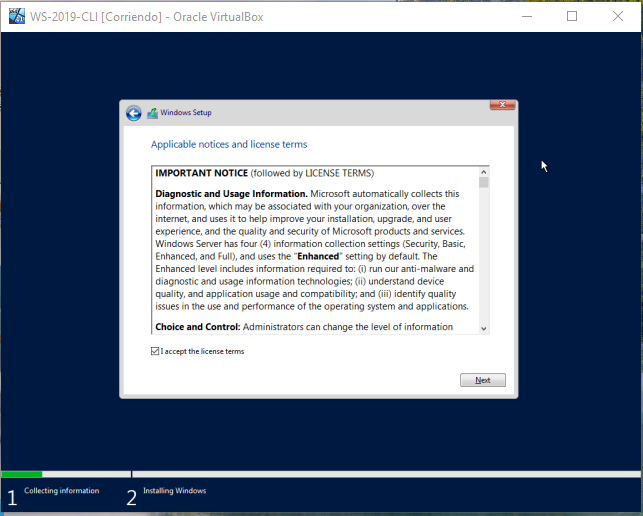 WS-2019-CLI [Corriendo] - Oracle VirtualBox
Windows Setup
Applicable notices and license terms
IMPORTANT NOTICE (followed by LICENSE TERMS)
Diagnostic and Usage Information. Microsoft automatically collects this
information, which may be associated with your organization, over the
internet, and uses it to help improve your installation, upgrade, and user
experience, and the quality and security of Microsoft products and services.
Windows Server has four (4) information collection settings (Security, Basic,
Enhanced, and Full), and uses the "Enhanced" setting by default. The
Enhanced level includes information required to: (i) run our anti-malware and
diagnostic and usage information technologies; (ii) understand device
quality, and application usage and compatibility; and (iii) identify quality
issues in the use and performance of the operating system and applications.
Choice and Control: Administrators can change the level of information
I accept the license terms
Next
1 Collecting information
2 Installing Windows